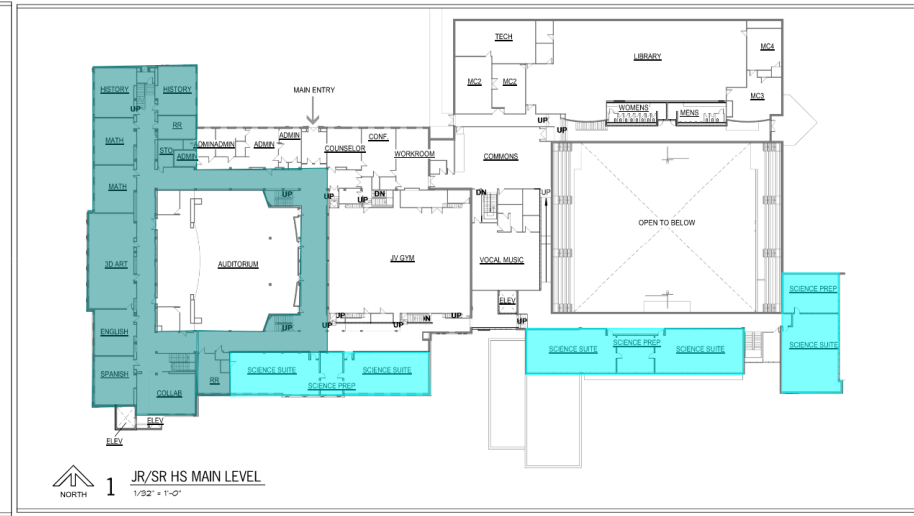 TECH
LIBRARY
MC4
MC2
MC2
MC3
HISTORY
HISTORY
UP
MAIN ENTRY
WOMENS
MENS
RR
UP
UP
MATH
STO
ADMIN
ADMIN
ADMIN
ADMIN
ADMIN
COUNSELOR
CONF.
WORKROOM
COMMONS
MATH
UP
UP
UP
DN
DN
UP
OPEN TO BELOW
3D ART
AUDITORIUM
JV GYM
VOCAL MUSIC
SCIENCE PREP
ELEV
ENGLISH
UP
UP
UP
DN
UP
UP
SCIENCE SUITE
SCIENCE PREP
SCIENCE SUITE
SCIENCE SUITE
SPANISH
RR
SCIENCE SUITE
SCIENCE PREP
SCIENCE SUITE
COLLAB
ELEV
ELEV
NORTH
1
JR/SR HS MAIN LEVEL
1/32" = 1'-0"